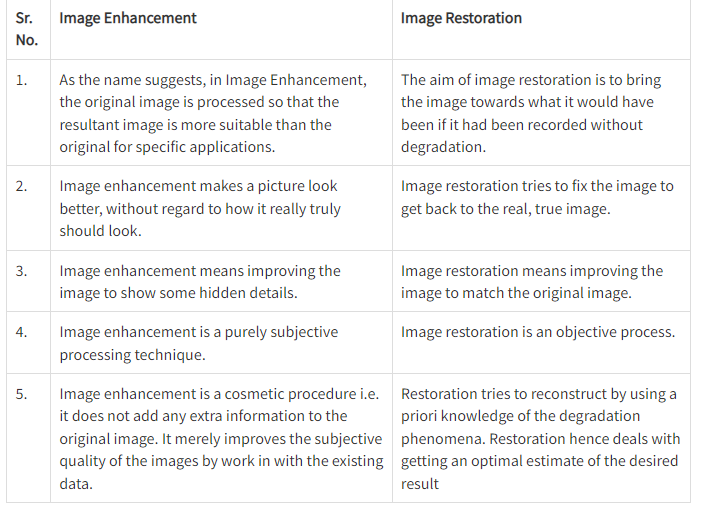 Sr. No.
Image Enhancement
Image Restoration
1.
As the name suggests, in Image Enhancement,
the original image is processed so that the
resultant image is more suitable than the
original for specific applications.
The aim of image restoration is to bring
the image towards what it would have
been if it had been recorded without
degradation.
2.
Image enhancement makes a picture look
better, without regard to how it really truly
should look.
Image restoration tries to fix the image to
get back to the real, true image.
3.
Image enhancement means improving the
image to show some hidden details.
Image restoration means improving the
image to match the original image.
4.
Image enhancement is a purely subjective
processing technique.
Image restoration is an objective process.
5.
Image enhancement is a cosmetic procedure i.e.
it does not add any extra information to the
original image. It merely improves the subjective
quality of the images by work in with the existing
data.
Restoration tries to reconstruct by using a
priori knowledge of the degradation
phenomena. Restoration hence deals with
getting an optimal estimate of the desired
result